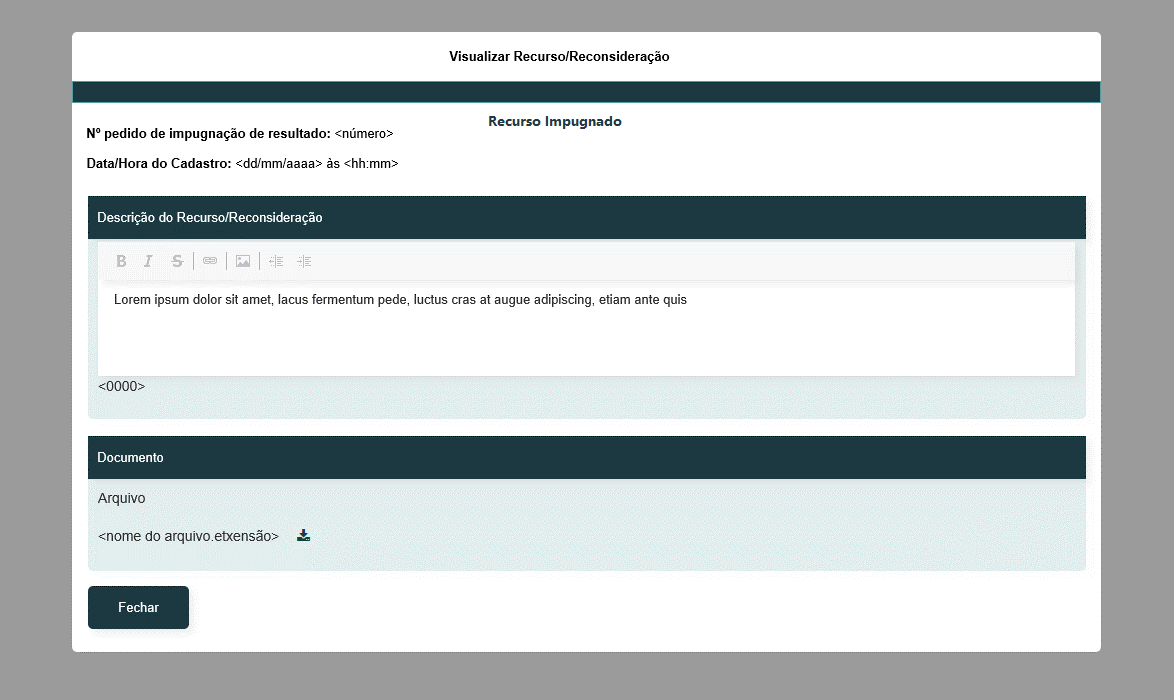 Visualizar Recurso/Reconsideração
Recurso Impugnado
Nº pedido de impugnação de resultado: <número>
Data/Hora do Cadastro: <dd/mm/aaaa> às <hh:mm>
Descrição do Recurso/Reconsideração
B I S
Lorem ipsum dolor sit amet, lacus fermentum pede, luctus cras at augue adipiscing, etiam ante quis
<0000>
Documento
Arquivo
<nome do arquivo.etxensão>
Fechar